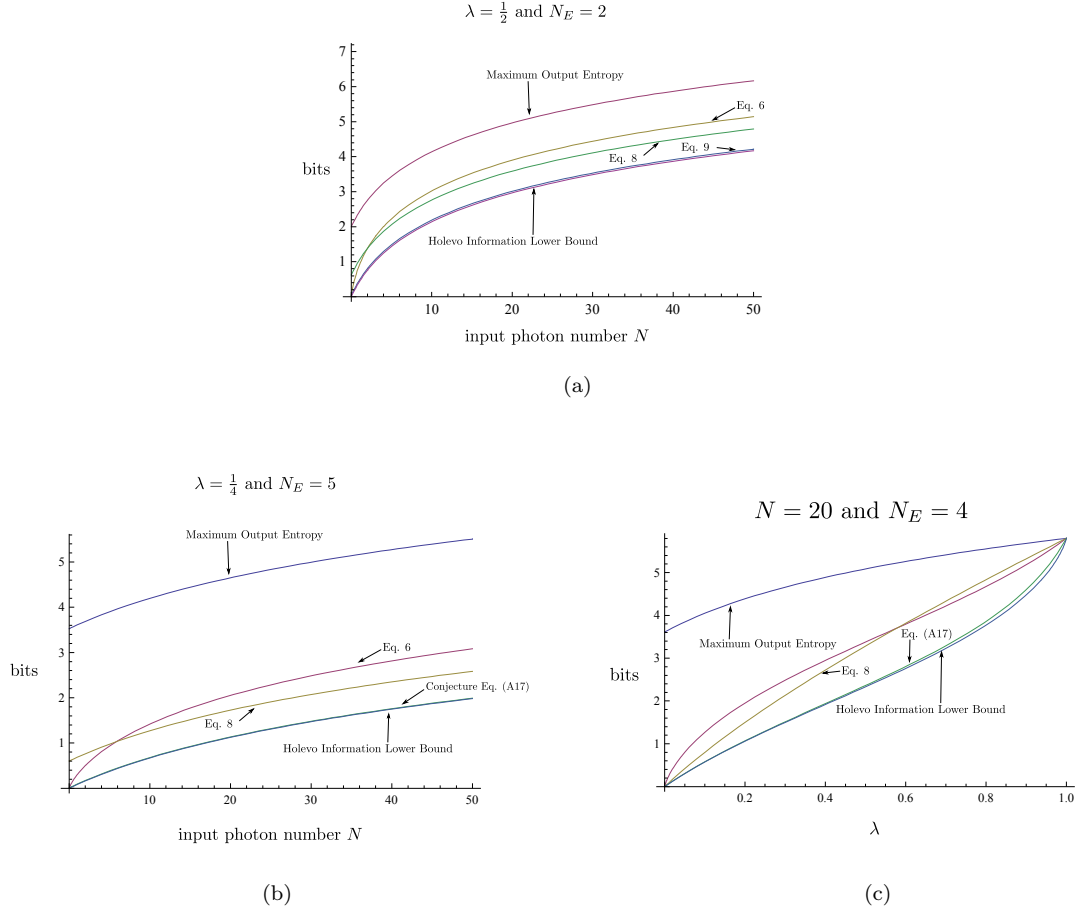 λ = 1/2 and N_E = 2
7
6
5
4
3
2
1
bits
Maximum Output Entropy
Eq. 6
Eq. 9
Eq. 8
Holevo Information Lower Bound
10 20 30 40 50
input photon number N
(a)
λ = 1/4 and N_E = 5
5
4
3
2
1
bits
Maximum Output Entropy
Eq. 6
Conjecture Eq. (A17)
Eq. 8
Holevo Information Lower Bound
10 20 30 40 50
input photon number N
(b)
N = 20 and N_E = 4
5
4
3
2
1
bits
Maximum Output Entropy
Eq. (A17)
Eq. 8
Holevo Information Lower Bound
0.2 0.4 0.6 0.8 1.0
λ
(c)